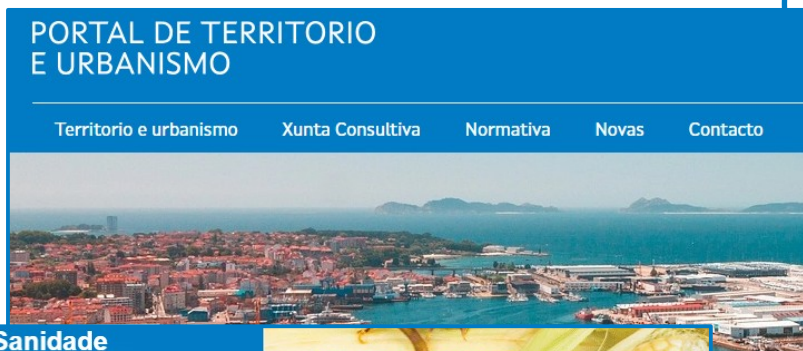 PORTAL DE TERRITORIO
E URBANISMO
Territorio e urbanismo Xunta Consultiva Normativa Novas Contacto
Sanidade